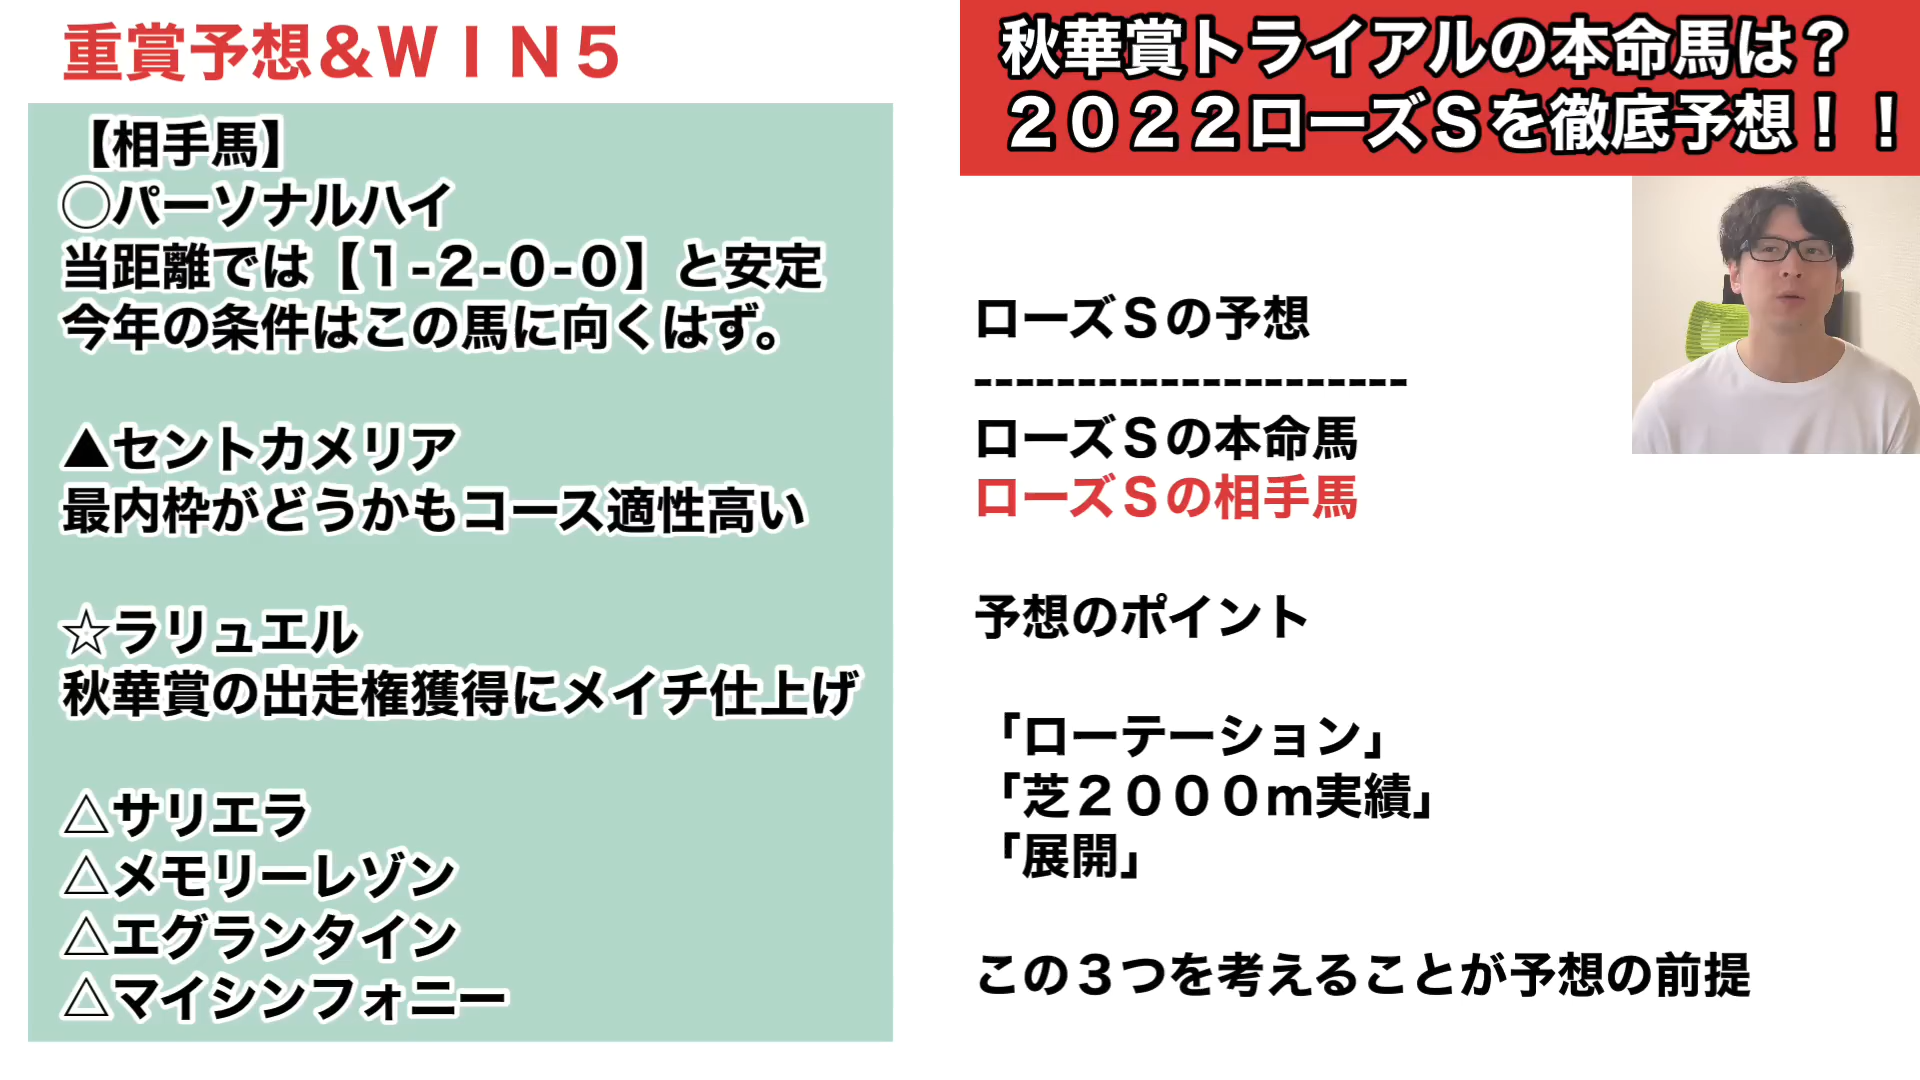 重賞予想＆ＷＩＮ５
【相手馬】
◯パーソナルハイ
当距離では【１-２-０-０】と安定
今年の条件はこの馬に向くはず。
▲セントカメリア
最内枠がどうかもコース適性高い
☆ラリュエル
秋華賞の出走権獲得にメイチ仕上げ
△サリエラ
△メモリーレゾン
△エグランタイン
△マイシンフォニー
秋華賞トライアルの本命馬は？
２０２２ローズＳを徹底予想！！
ローズＳの予想
---------------------
ローズＳの本命馬
ローズＳの相手馬
予想のポイント
「ローテーション」
「芝２０００ｍ実績」
「展開」
この３つを考えることが予想の前提